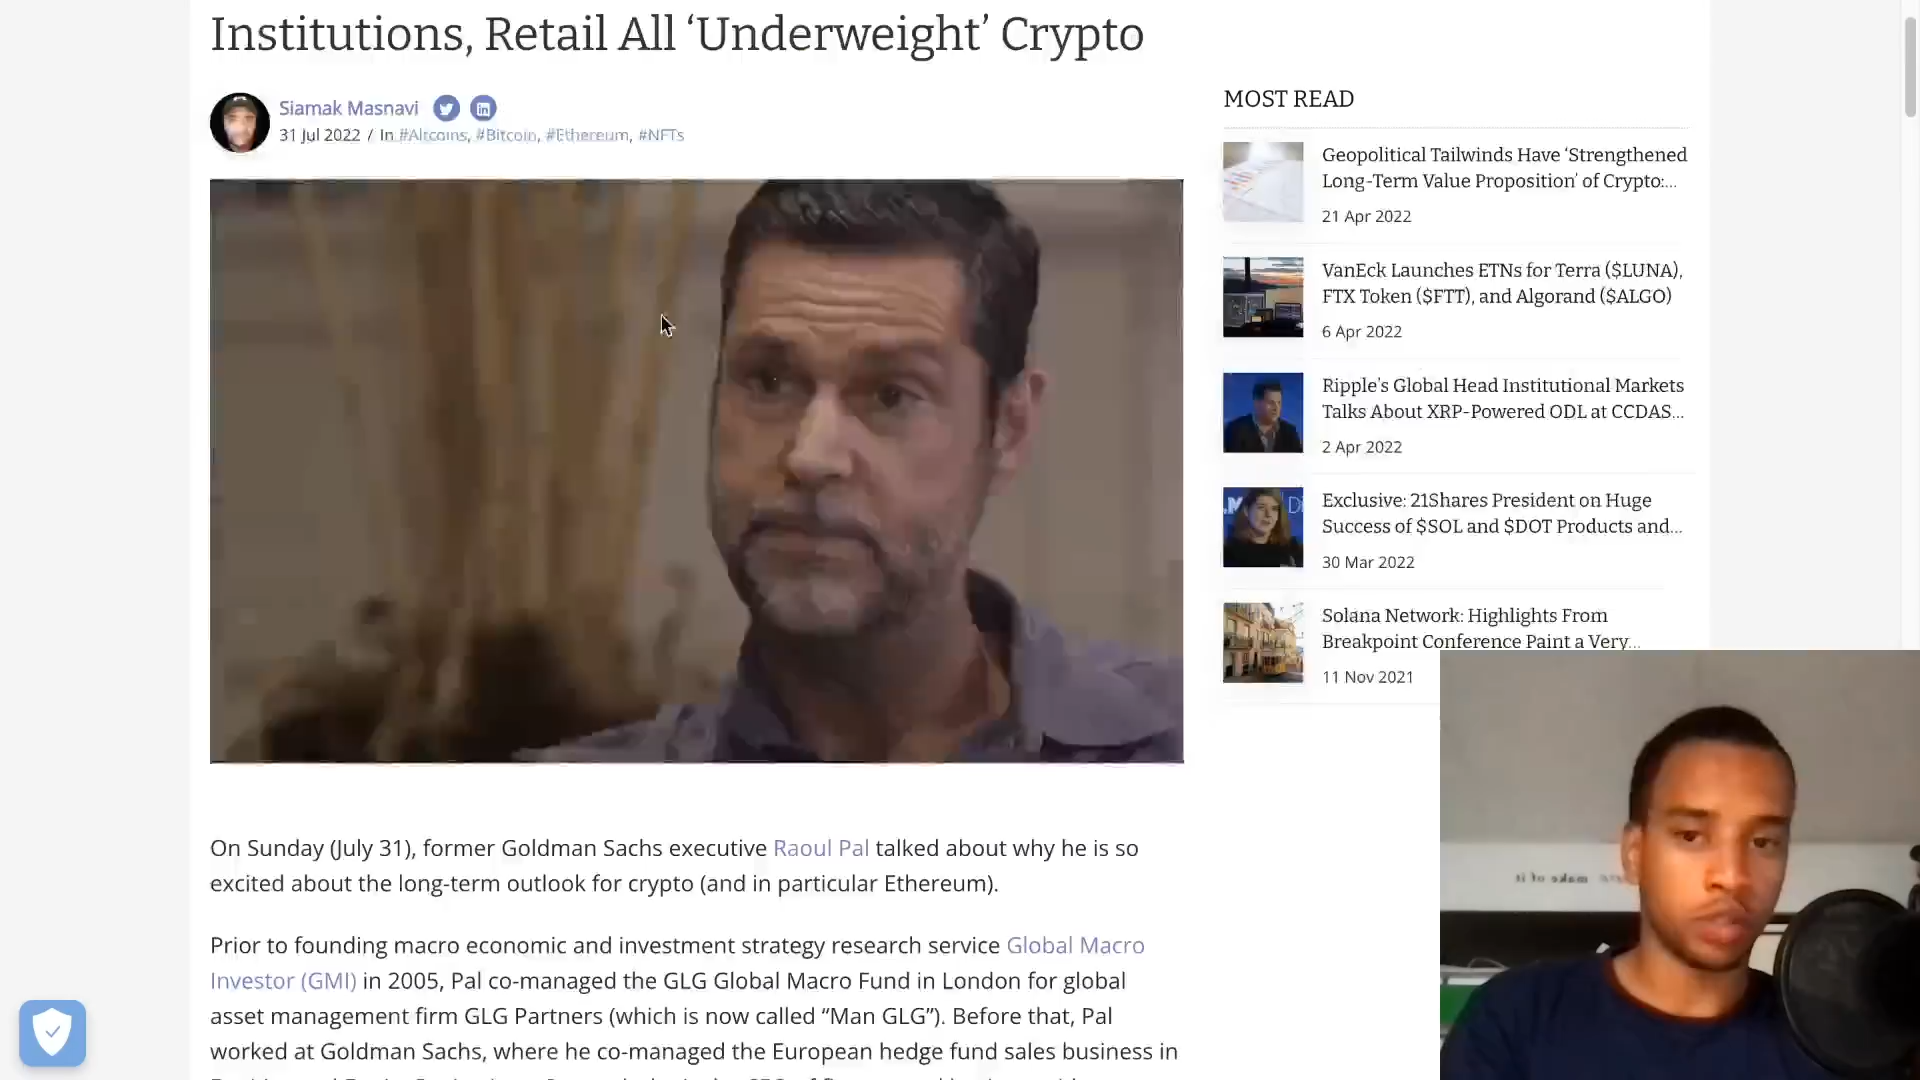 Institutions, Retail All ‘Underweight’ Crypto
Siamak Masnavi
31 Jul 2022 / In #Altcoins, #Bitcoin, #Ethereum, #NFTs
On Sunday (July 31), former Goldman Sachs executive Raoul Pal talked about why he is so
excited about the long-term outlook for crypto (and in particular Ethereum).
Prior to founding macro economic and investment strategy research service Global Macro
Investor (GMI) in 2005, Pal co-managed the GLG Global Macro Fund in London for global
asset management firm GLG Partners (which is now called “Man GLG”). Before that, Pal
worked at Goldman Sachs, where he co-managed the European hedge fund sales business in
MOST READ
Geopolitical Tailwinds Have ‘Strengthened
Long-Term Value Proposition’ of Crypto:...
21 Apr 2022
VanEck Launches ETNs for Terra ($LUNA),
FTX Token ($FTT), and Algorand ($ALGO)
6 Apr 2022
Ripple's Global Head Institutional Markets
Talks About XRP-Powered ODL at CCDAS...
2 Apr 2022
Exclusive: 21Shares President on Huge
Success of $SOL and $DOT Products and...
30 Mar 2022
Solana Network: Highlights From
Breakpoint Conference Paint a Very...
11 Nov 2021
make of it